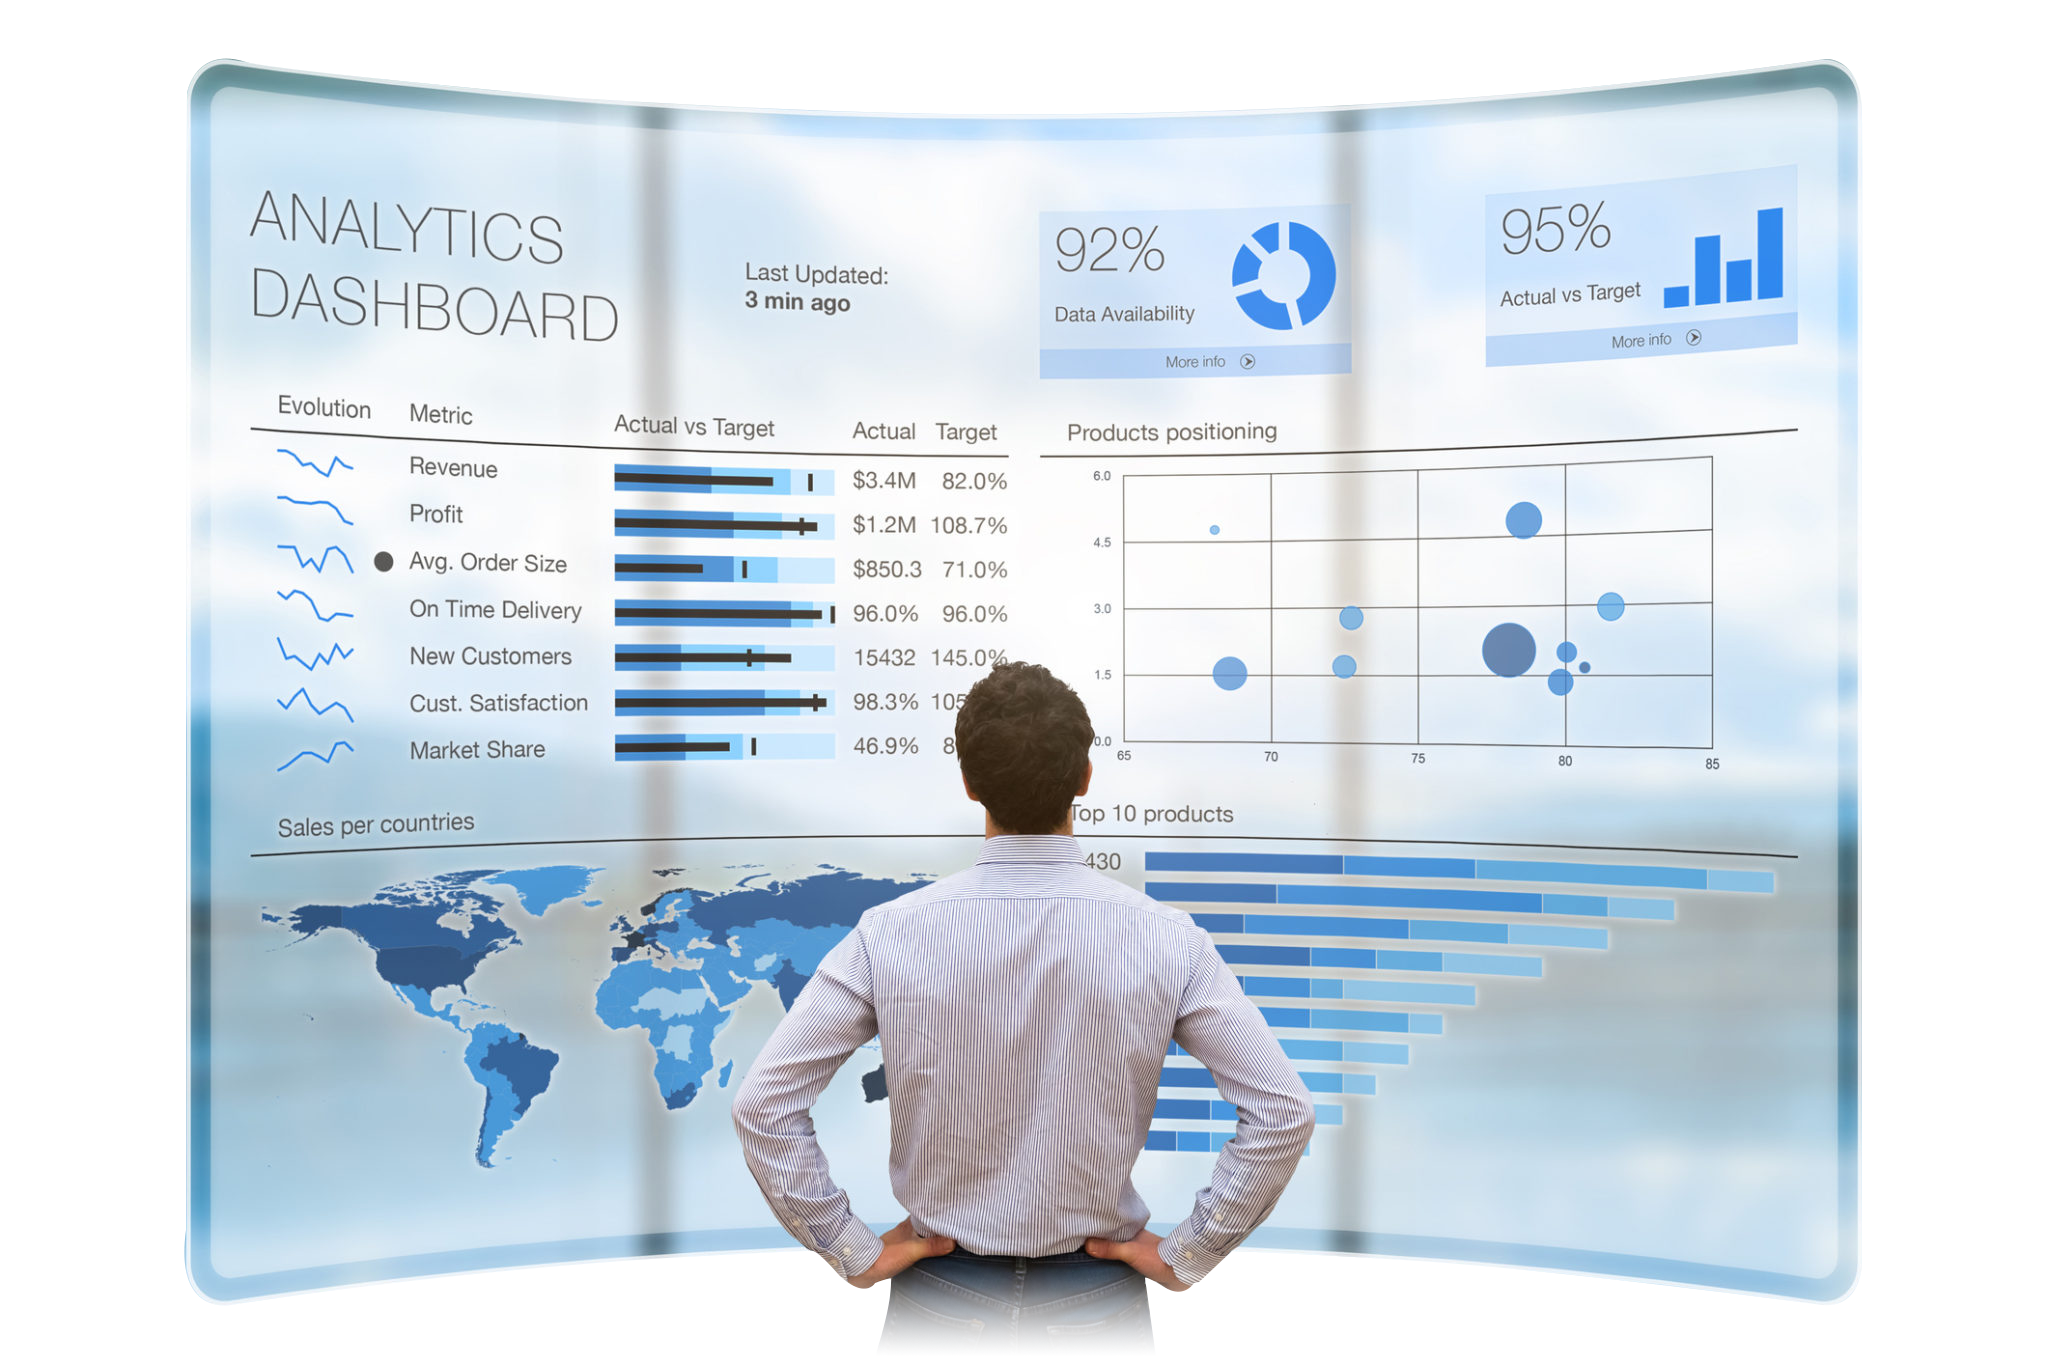 ANALYTICS
DASHBOARD
Last Updated:
3 min ago
92%
Data Availability
More info
95%
Actual vs Target
More info
Evolution Metric Actual vs Target Actual Target
Revenue $3.4M 82.0%
Profit $1.2M 108.7%
Avg. Order Size $850.3 71.0%
On Time Delivery 96.0% 96.0%
New Customers 15432 145.0%
Cust. Satisfaction 98.3%
Market Share 46.9%
Products positioning
6.0
4.5
3.0
1.5
0.0
65 70 75 80 85
Sales per countries
Top 10 products
430